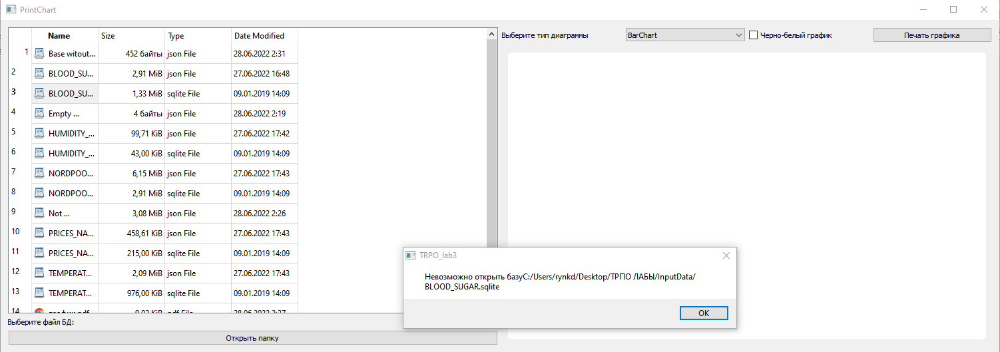 PrintChart
Name Size Type Date Modified
1 Base witout... 452 байты json File 28.06.2022 2:31
2 BLOOD_SU... 2,91 MiB json File 27.06.2022 16:48
3 BLOOD_SU... 1,33 MiB sqlite File 09.01.2019 14:09
4 Empty ... 4 байты json File 28.06.2022 2:19
5 HUMIDITY_... 99,71 KiB json File 27.06.2022 17:42
6 HUMIDITY_... 43,00 KiB sqlite File 09.01.2019 14:09
7 NORDPOO... 6,15 MiB json File 27.06.2022 17:43
8 NORDPOO... 2,91 MiB sqlite File 09.01.2019 14:09
9 Not ... 3,08 MiB json File 28.06.2022 2:26
10 PRICES_NA... 458,61 KiB json File 27.06.2022 17:43
11 PRICES_NA... 215,00 KiB sqlite File 09.01.2019 14:09
12 TEMPERAT... 2,09 MiB json File 27.06.2022 17:43
13 TEMPERAT... 976,00 KiB sqlite File 09.01.2019 14:09
14
Выберите файл БД:
Открыть папку
Выберите тип диаграммы BarChart Черно-белый график Печать графика
TRPO_lab3
Невозможно открыть базуC:/Users/rynkd/Desktop/ТРПО ЛАБЫ/InputData/
BLOOD_SUGAR.sqlite
OK